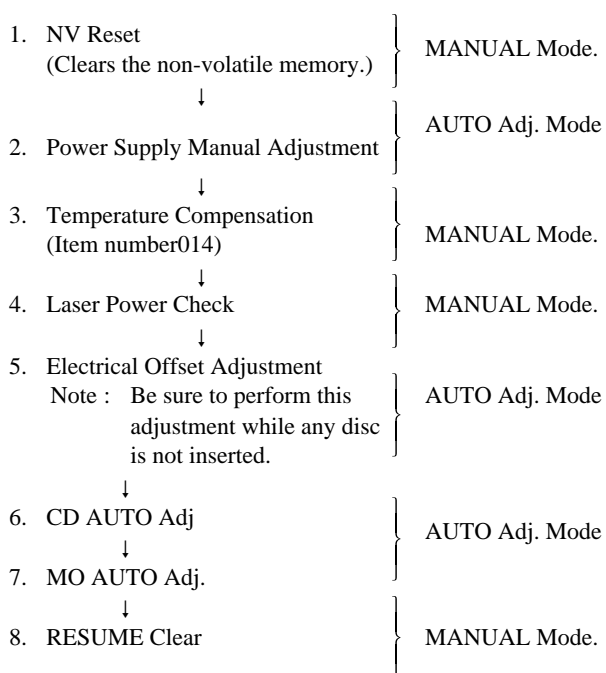 1. NV Reset
(Clears the non-volatile memory.)
MANUAL Mode.
↓
2. Power Supply Manual Adjustment
AUTO Adj. Mode
↓
3. Temperature Compensation
(Item number014)
MANUAL Mode.
↓
4. Laser Power Check
MANUAL Mode.
↓
5. Electrical Offset Adjustment
Note : Be sure to perform this
adjustment while any disc
is not inserted.
AUTO Adj. Mode
↓
6. CD AUTO Adj
↓
7. MO AUTO Adj.
AUTO Adj. Mode
↓
8. RESUME Clear
MANUAL Mode.